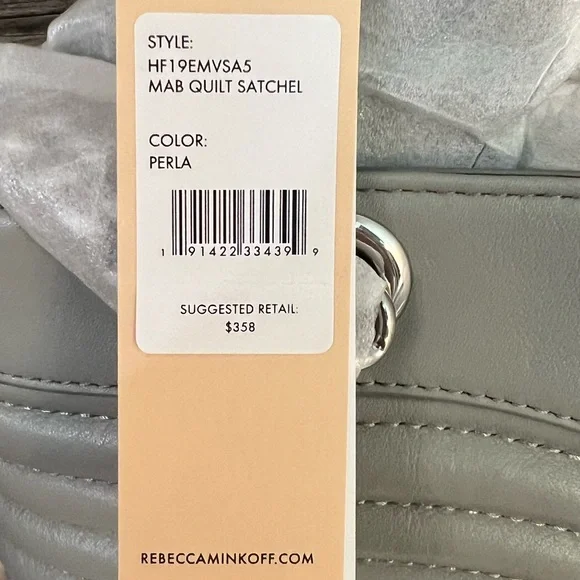 STYLE:
HF19EMVSA5
MAB QUILT SATCHEL
COLOR:
PERLA
1 91422 33439 9
SUGGESTED RETAIL:
$358
REBECCAMINKOFF.COM